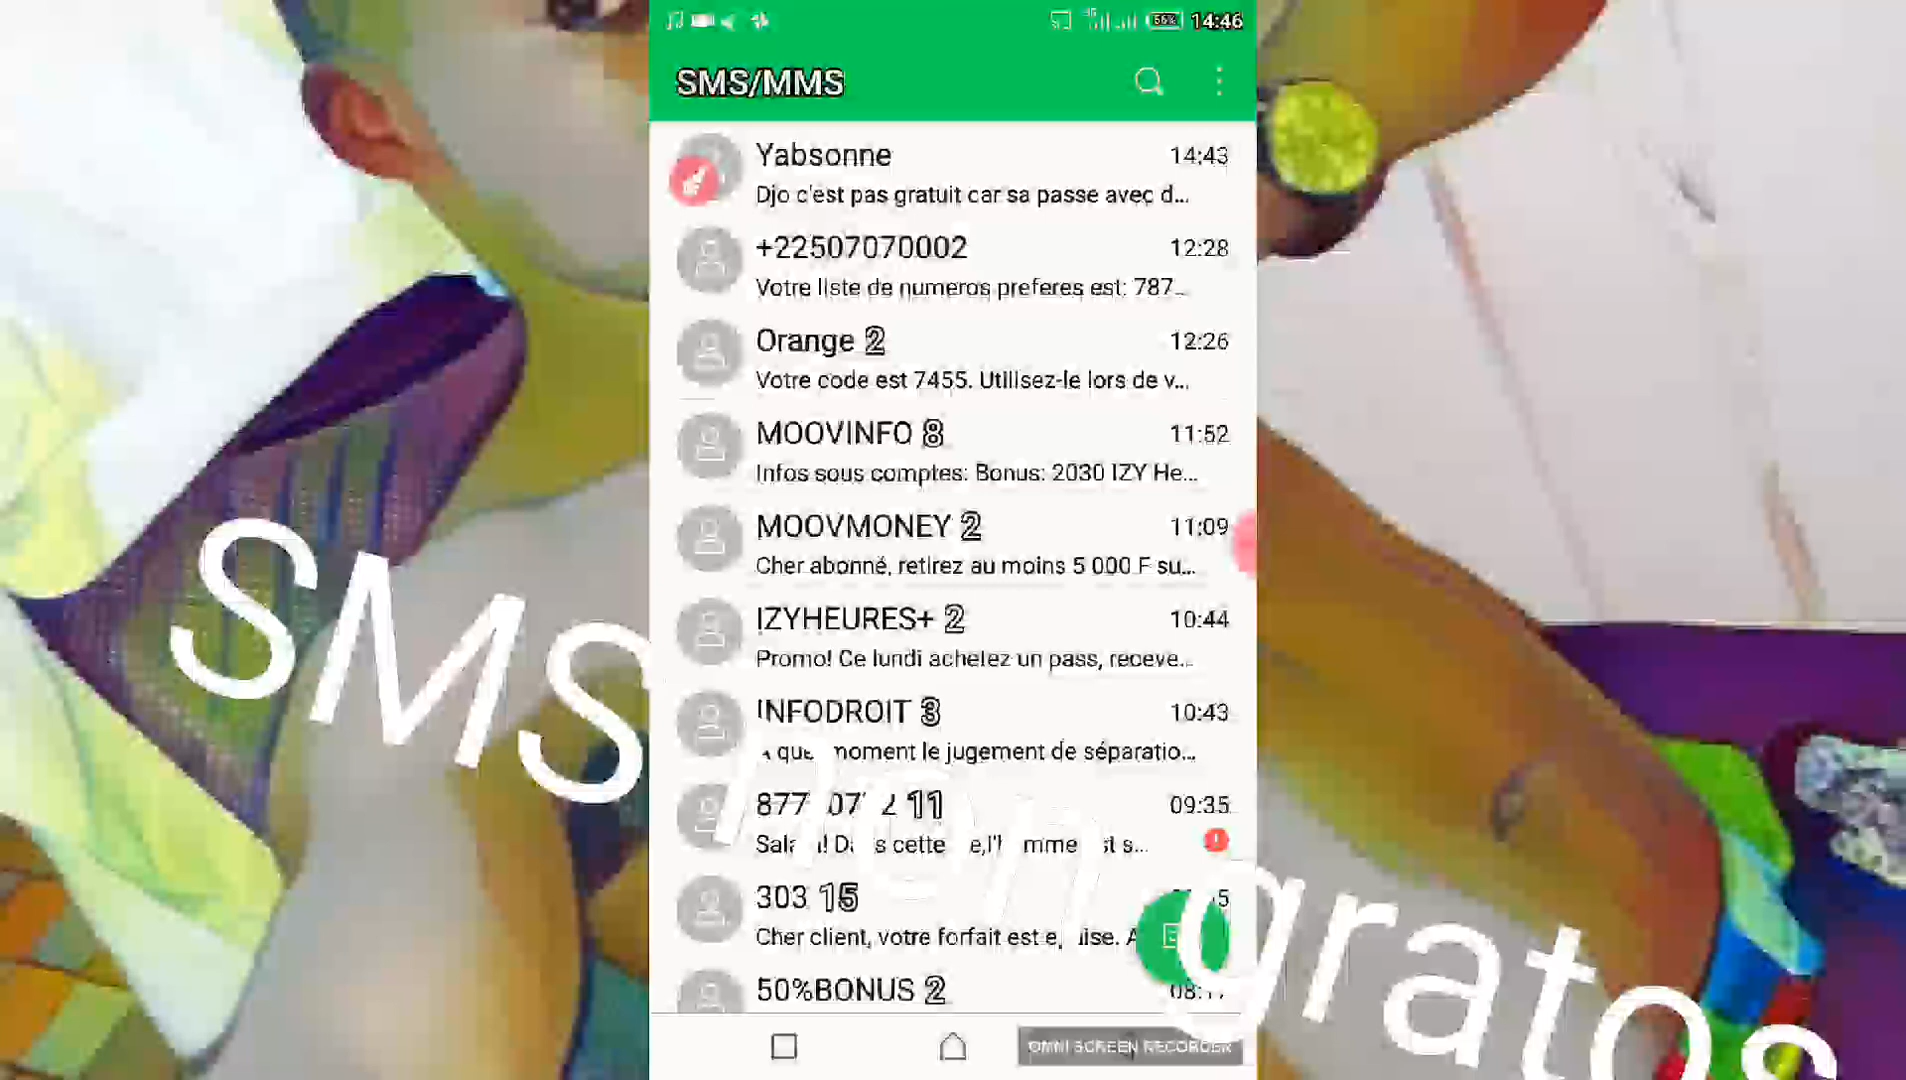 56% 14:46
SMS/MMS
Yabsonne 14:43
Djo c'est pas gratuit car sa passe avec d...
+22507070002 12:28
Votre liste de numeros preferes est: 787...
Orange 2 12:26
Votre code est 7455. Utilisez-le lors de v...
MOOVINFO 8 11:52
Infos sous comptes: Bonus: 2030 IZY He...
MOOVMONEY 2 11:09
Cher abonné, retirez au moins 5 000 F su...
IZYHEURES+ 2 10:44
Promo! Ce lundi achetez un pass, receve...
INFODROIT 3 10:43
moment le jugement de séparatio...
11 09:35
cette s...
303 15
Cher client, votre forfait est
50%BONUS 2
SMS non gratos
OMNI SCREEN RECORDER